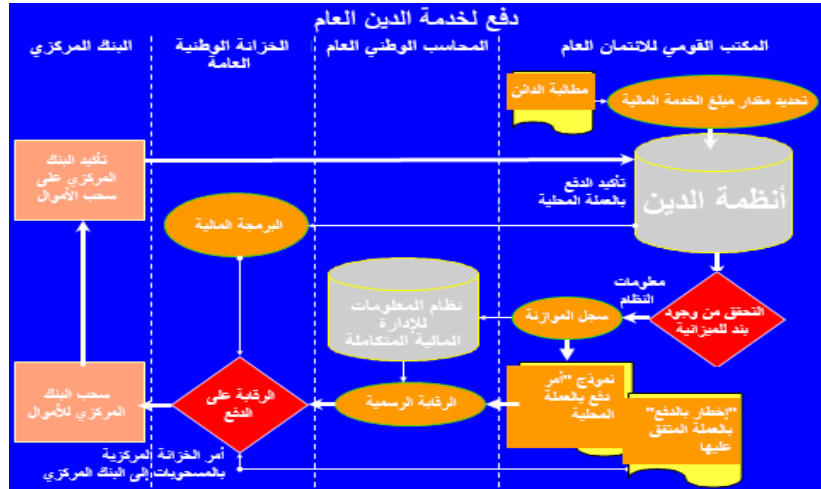 دفع لخدمة الدين العام
المكتب القومي للائتمان العام
المحاسب الوطني العام
الخزانة الوطنية
العامة
البنك المركزي
مطالبة الدائن
تحديد مقدار مبلغ الخدمة المالية
تأكيد البنك
المركزي على
سحب الأموال
أنظمة الدين
تأكيد الدفع
بالعملة المحلية
البرمجة المالية
معلومات
النظام
التحقق من وجود
بند للميزانية
سجل الموازنة
نظام المعلومات
للإدارة
المالية المتكاملة
نموذج "أمر
دفع بالعملة
المحلية
"إخطار بالدفع"
بالعملة المتفق
عليها
الرقابة الرسمية
الرقابة على
الدفع
سحب البنك
المركزي للأموال
أمر الخزانة المركزية
بالمسحوبات إلى البنك المركزي